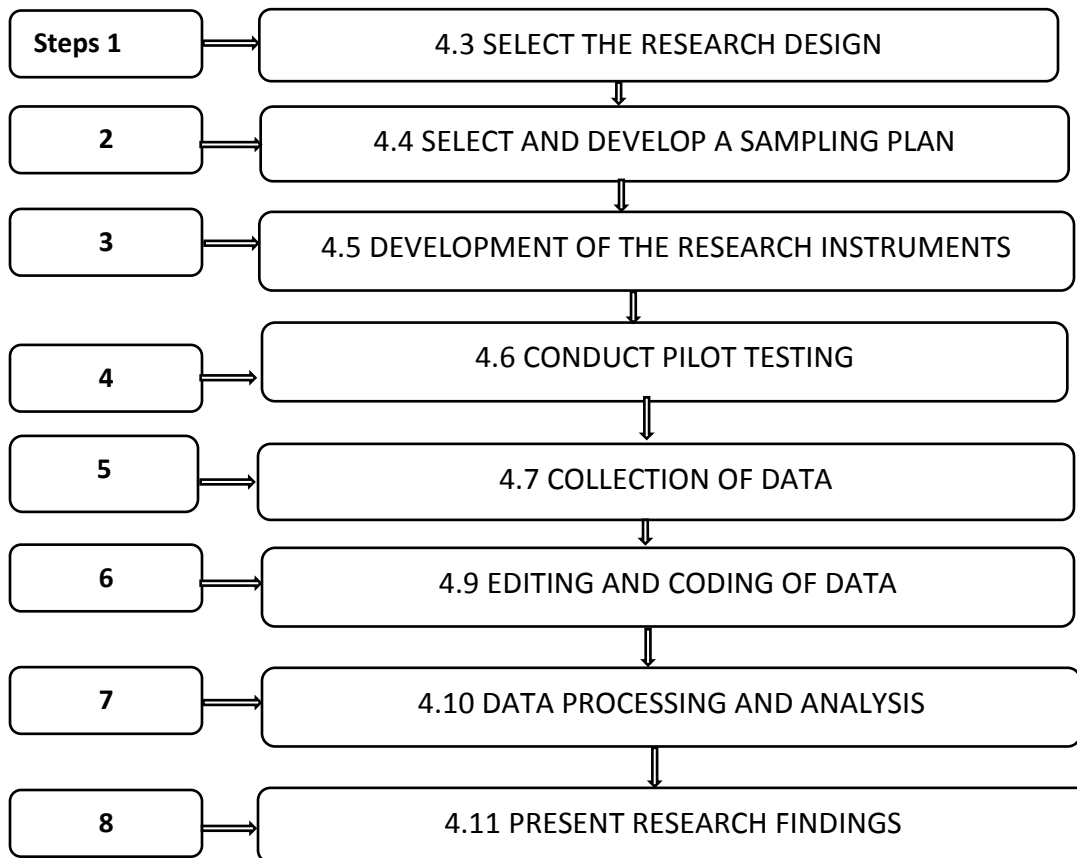 Steps 1
4.3 SELECT THE RESEARCH DESIGN
2
4.4 SELECT AND DEVELOP A SAMPLING PLAN
3
4.5 DEVELOPMENT OF THE RESEARCH INSTRUMENTS
4
4.6 CONDUCT PILOT TESTING
5
4.7 COLLECTION OF DATA
6
4.9 EDITING AND CODING OF DATA
7
4.10 DATA PROCESSING AND ANALYSIS
8
4.11 PRESENT RESEARCH FINDINGS